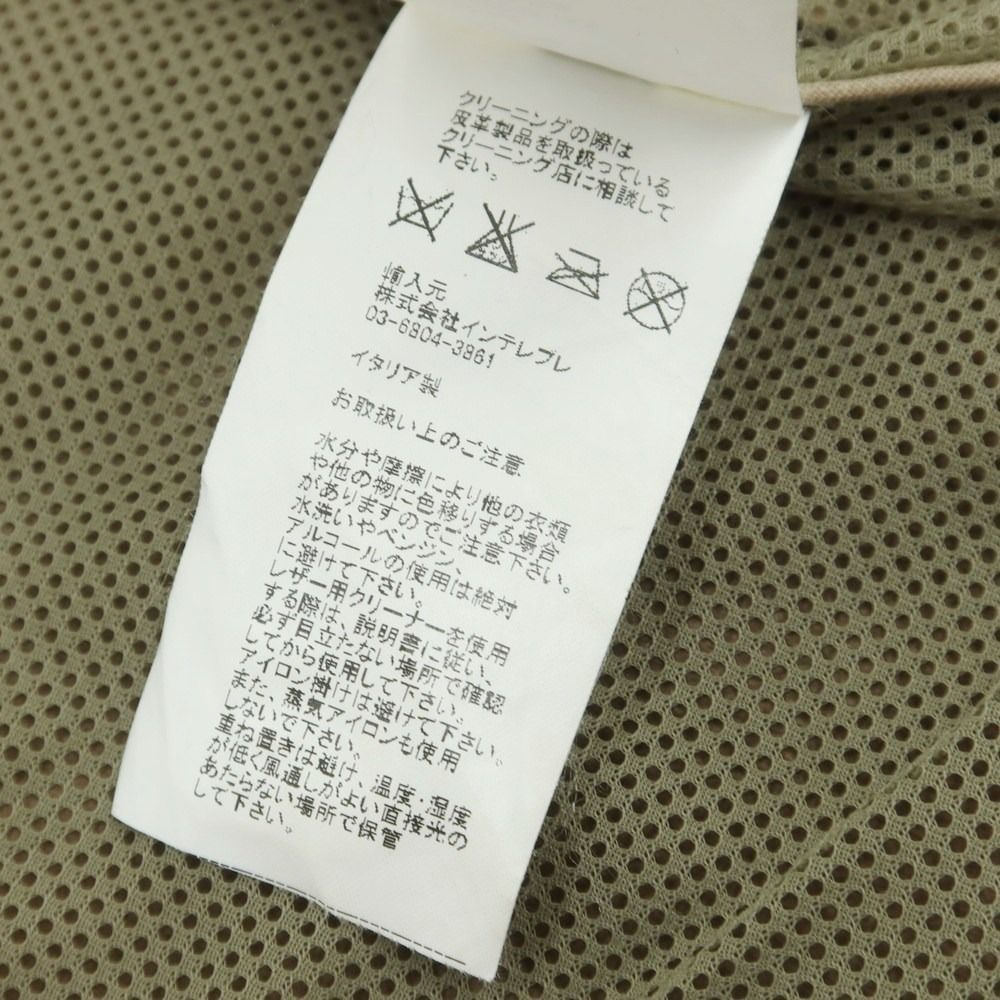 クリーニングの際は
皮革製品を取扱っている
クリーニング店に相談して
下さい。
輸入元
株式会社インテレプレ
03-6804-3861
イタリア製
お取扱い上のご注意
水分や摩擦により他の衣類
や他の物に色移りする場合
がありますのでご注意下さい。
水洗いやベンジン、
アルコールの使用は絶対
に避けて下さい。
レザー用クリーナーを使用
する際は、説明書に従い、
必ず目立たない場所で確認
してから使用して下さい。
アイロン掛けは避けて下さい。
また、蒸気アイロンも使用
しないで下さい。
重ね置きは避け、温度・湿度
が低く風通しがよい直接光の
あたらない場所で保管
して下さい。